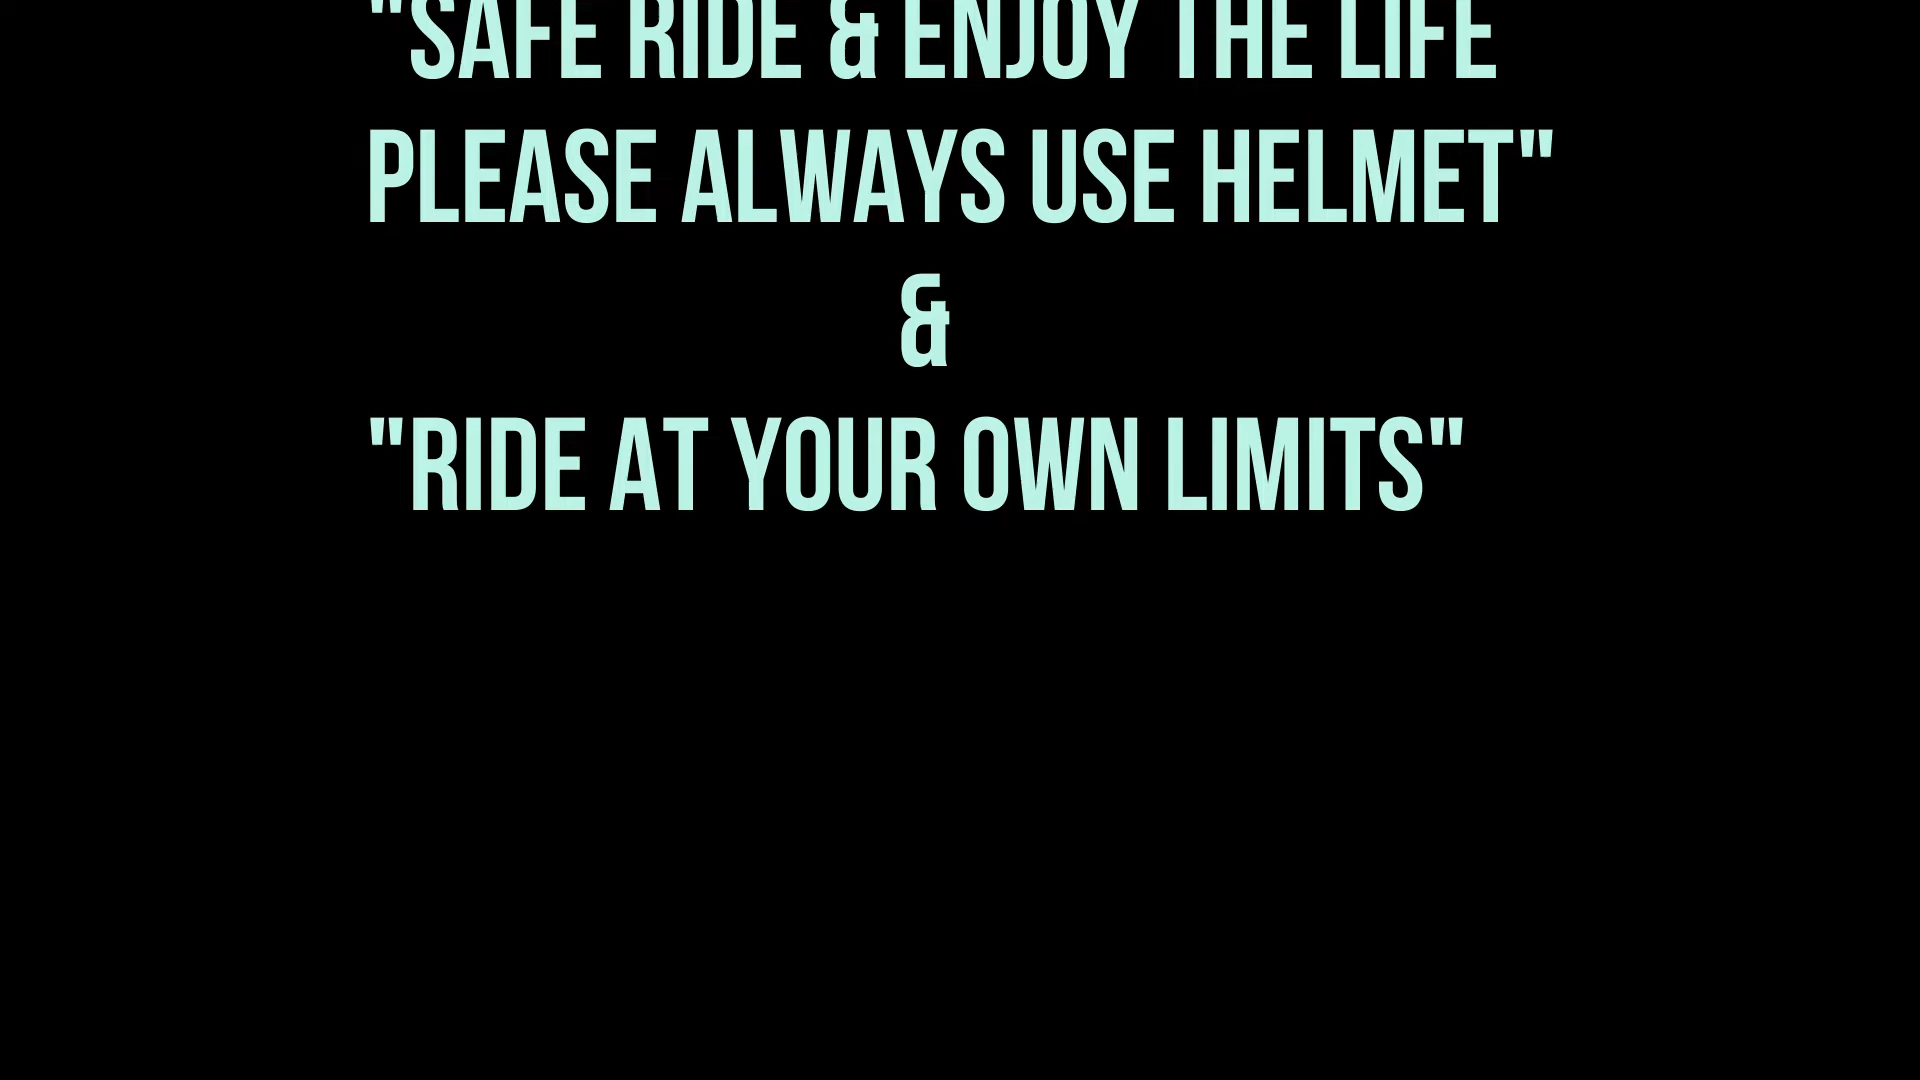 "SAFE RIDE & ENJOY THE LIFE
PLEASE ALWAYS USE HELMET"
&
"RIDE AT YOUR OWN LIMITS"